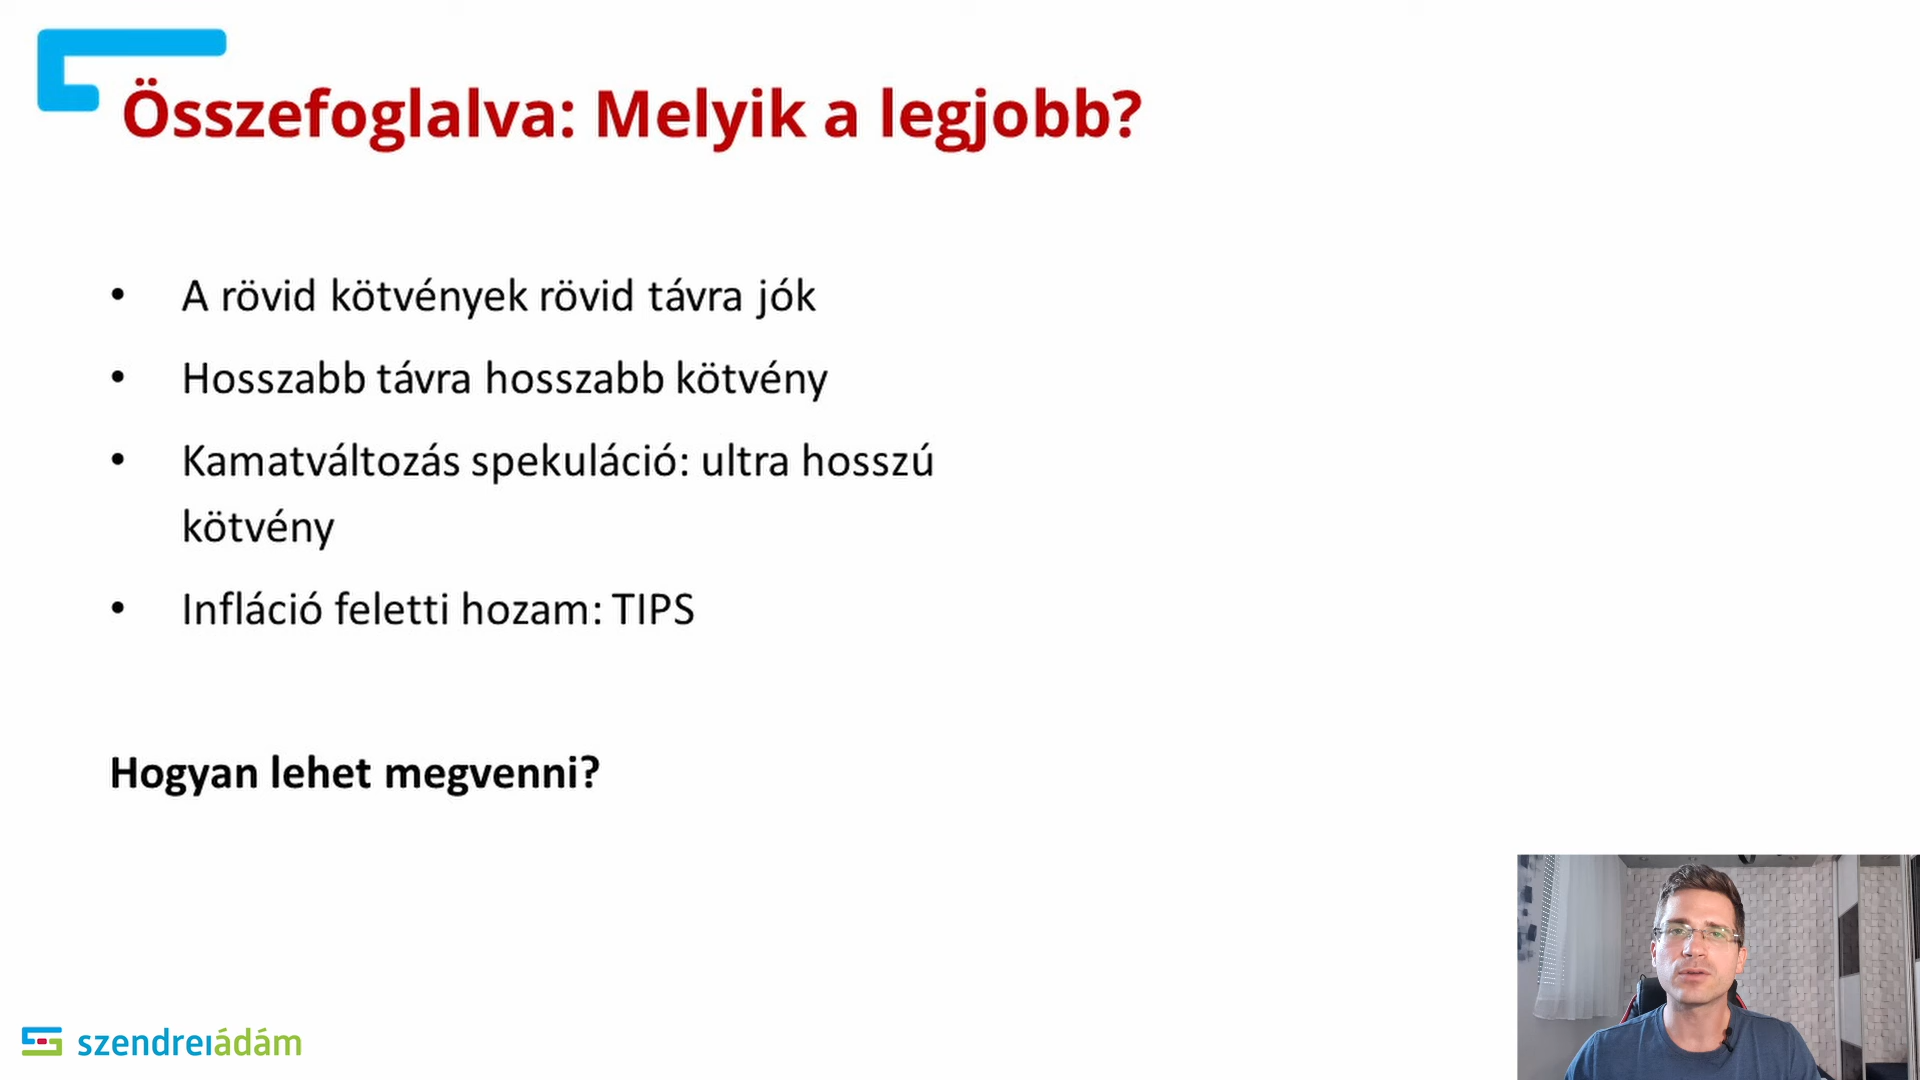 Összefoglalva: Melyik a legjobb?
• A rövid kötvények rövid távra jók
• Hosszabb távra hosszabb kötvény
• Kamatváltozás spekuláció: ultra hosszú
kötvény
• Infláció feletti hozam: TIPS
Hogyan lehet megvenni?
szendreiádám